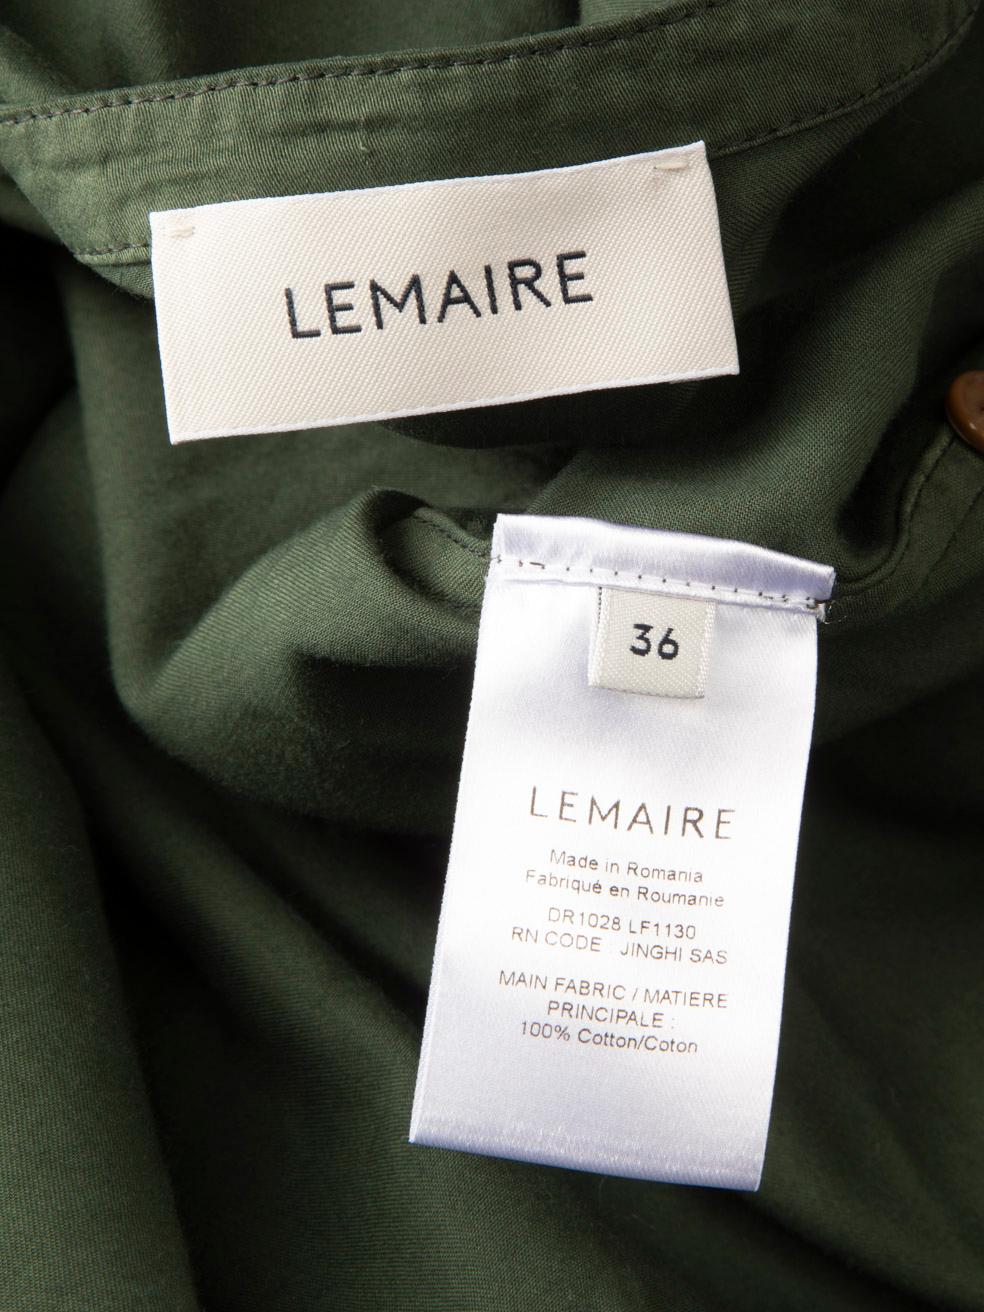 LEMAIRE
36
LEMAIRE
Made in Romania
Fabriqué en Roumanie
DR1028 LF1130
RN CODE : JINGHI SAS
MAIN FABRIC / MATIERE
PRINCIPALE :
100% Cotton/Coton